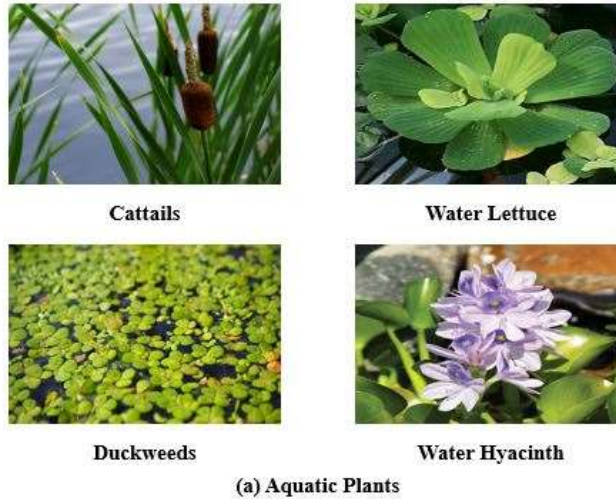 Cattails
Water Lettuce
Duckweeds
Water Hyacinth
(a) Aquatic Plants